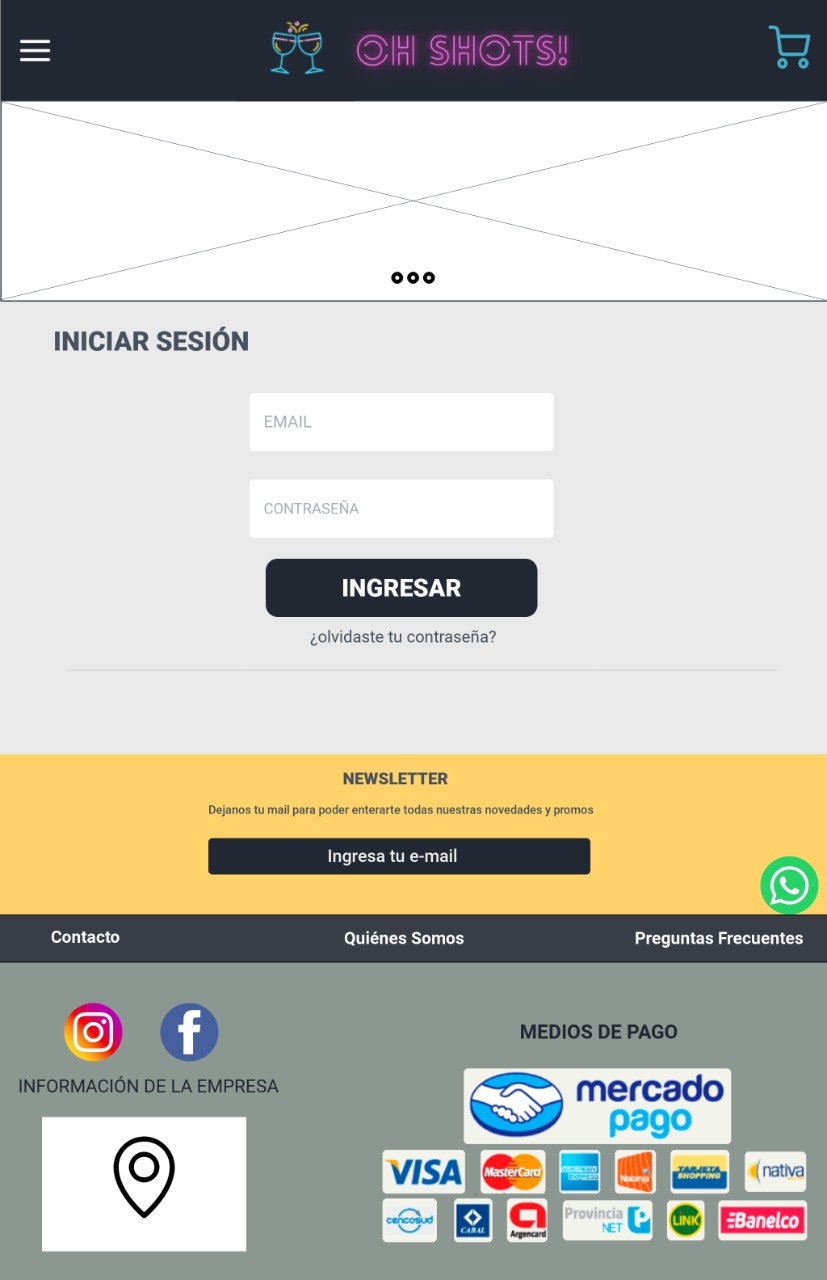 OH SHOTS!
INICIAR SESIÓN
EMAIL
CONTRASEÑA
INGRESAR
¿olvidaste tu contraseña?
NEWSLETTER
Dejanos tu mail para poder enterarte todas nuestras novedades y promos
Ingresa tu e-mail
Contacto Quiénes Somos Preguntas Frecuentes
INFORMACIÓN DE LA EMPRESA
MEDIOS DE PAGO
mercado
pago
VISA MasterCard AMERICAN EXPRESS Naranja TARJETA SHOPPING nativa
cencosud CABAL Argencard Provincia NET LINK Banelco